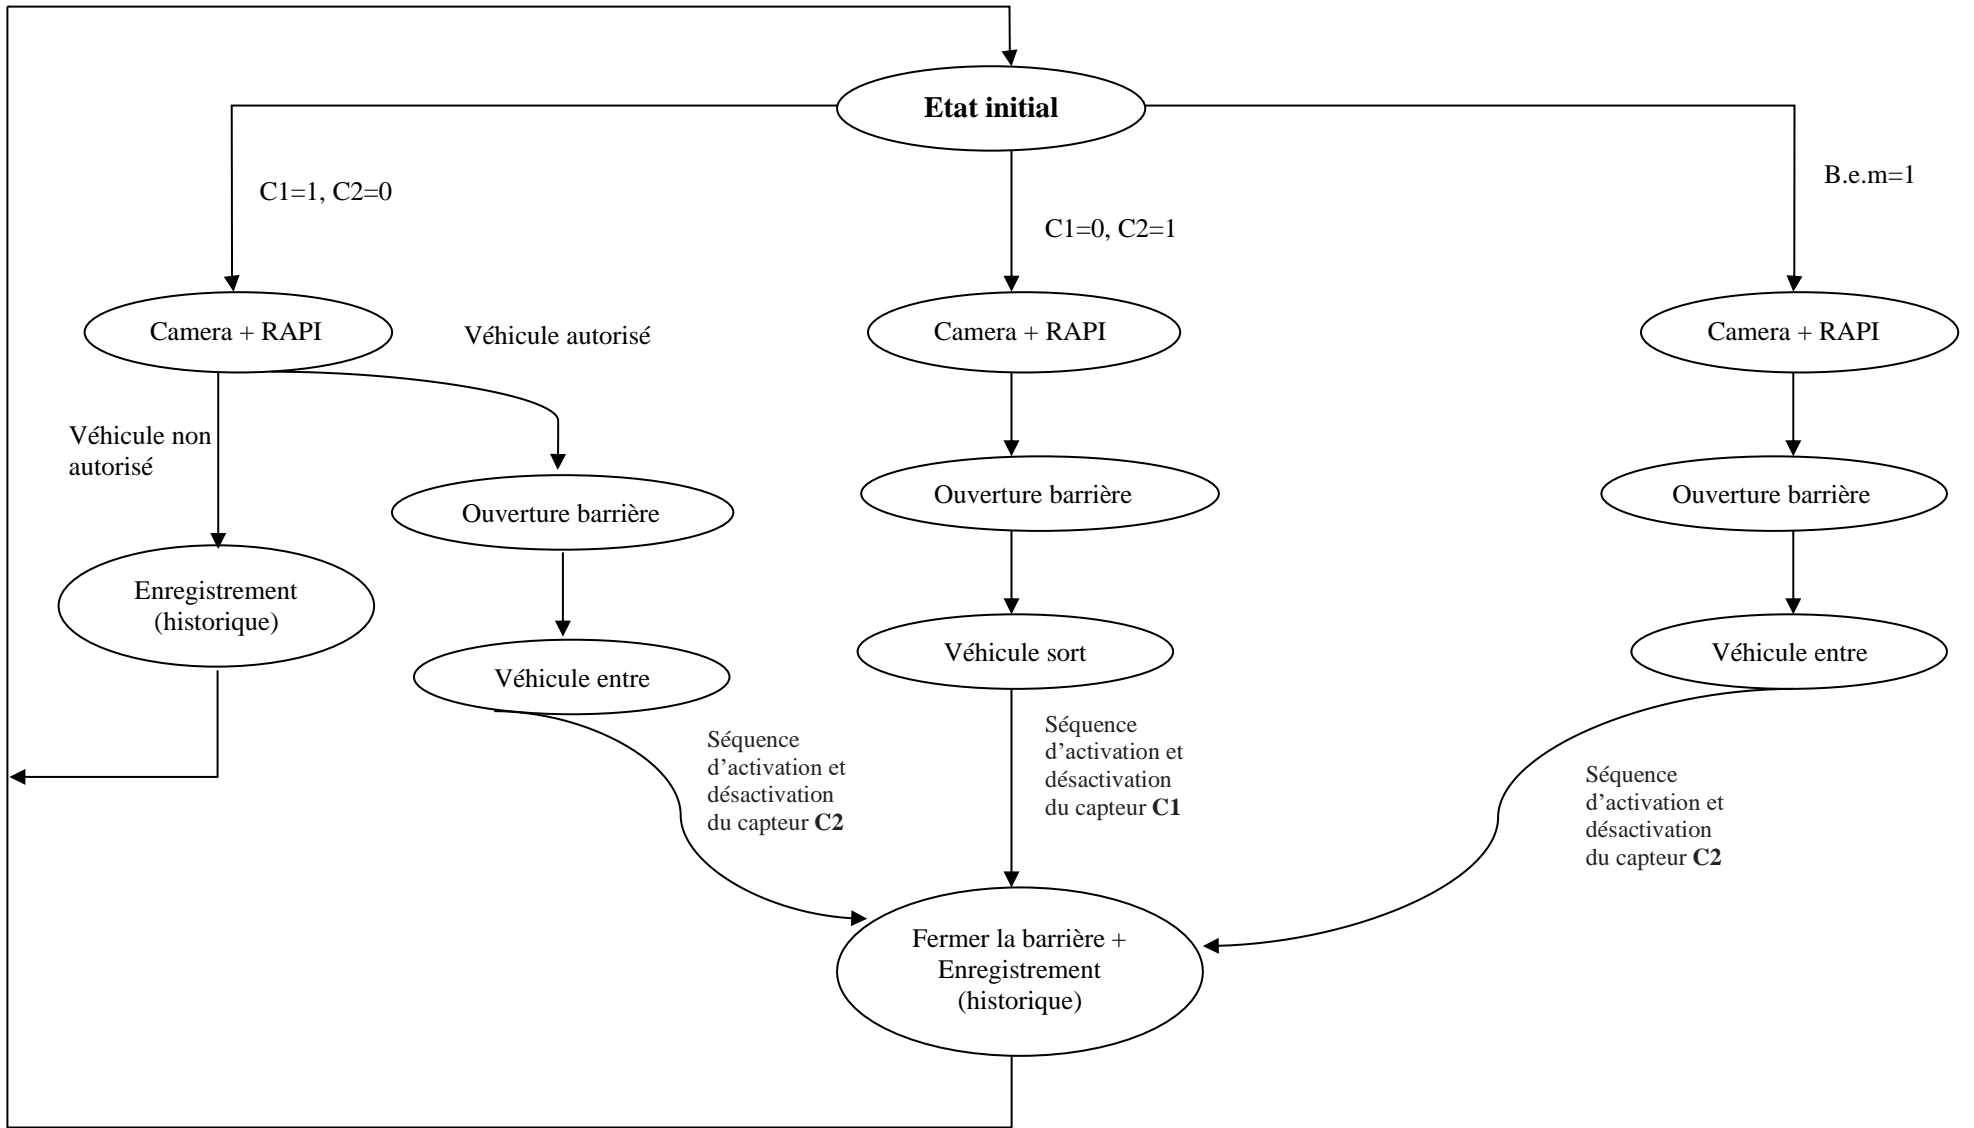 Etat initial
C1=1, C2=0
C1=0, C2=1
B.e.m=1
Camera + RAPI
Véhicule autorisé
Camera + RAPI
Camera + RAPI
Véhicule non
autorisé
Ouverture barrière
Ouverture barrière
Ouverture barrière
Enregistrement
(historique)
Véhicule entre
Véhicule sort
Véhicule entre
Séquence
d’activation et
désactivation
du capteur C2
Séquence
d’activation et
désactivation
du capteur C1
Séquence
d’activation et
désactivation
du capteur C2
Fermer la barrière +
Enregistrement
(historique)